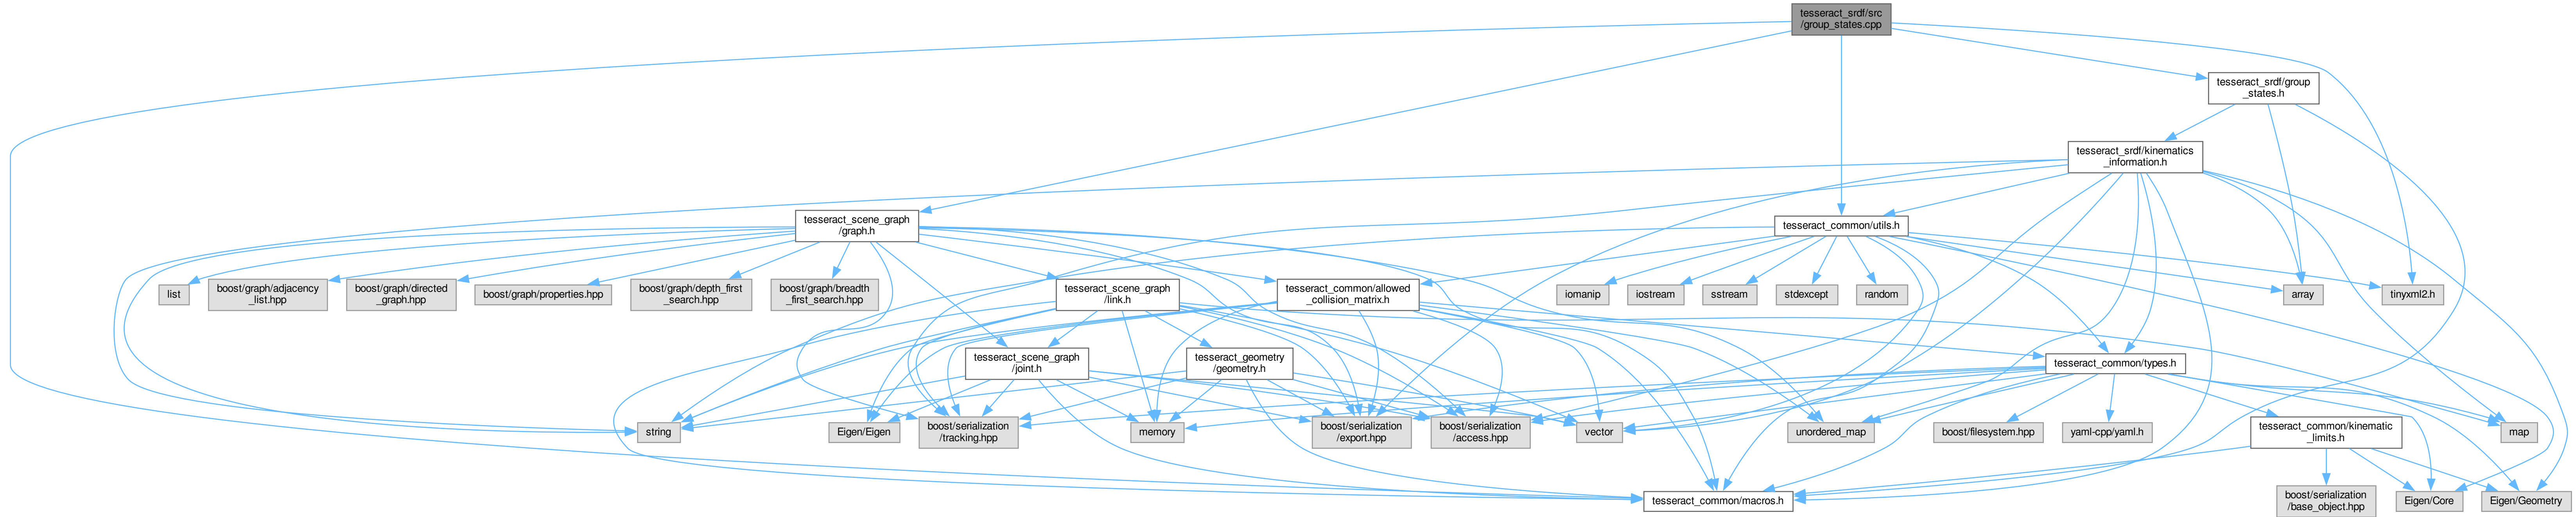 tesseract_srdf/src
/group_states.cpp
tesseract_srdf/group
_states.h
tesseract_srdf/kinematics
_information.h
tesseract_scene_graph
/graph.h
tesseract_common/utils.h
list
boost/graph/adjacency
_list.hpp
boost/graph/directed
_graph.hpp
boost/graph/properties.hpp
boost/graph/depth_first
_search.hpp
boost/graph/breadth
_first_search.hpp
tesseract_scene_graph
/link.h
tesseract_common/allowed
_collision_matrix.h
iomanip
iostream
sstream
stdexcept
random
array
tinyxml2.h
tesseract_scene_graph
/joint.h
tesseract_geometry
/geometry.h
tesseract_common/types.h
string
Eigen/Eigen
boost/serialization
/tracking.hpp
memory
boost/serialization
/export.hpp
boost/serialization
/access.hpp
vector
unordered_map
boost/filesystem.hpp
yaml-cpp/yaml.h
tesseract_common/kinematic
_limits.h
map
tesseract_common/macros.h
boost/serialization
/base_object.hpp
Eigen/Core
Eigen/Geometry